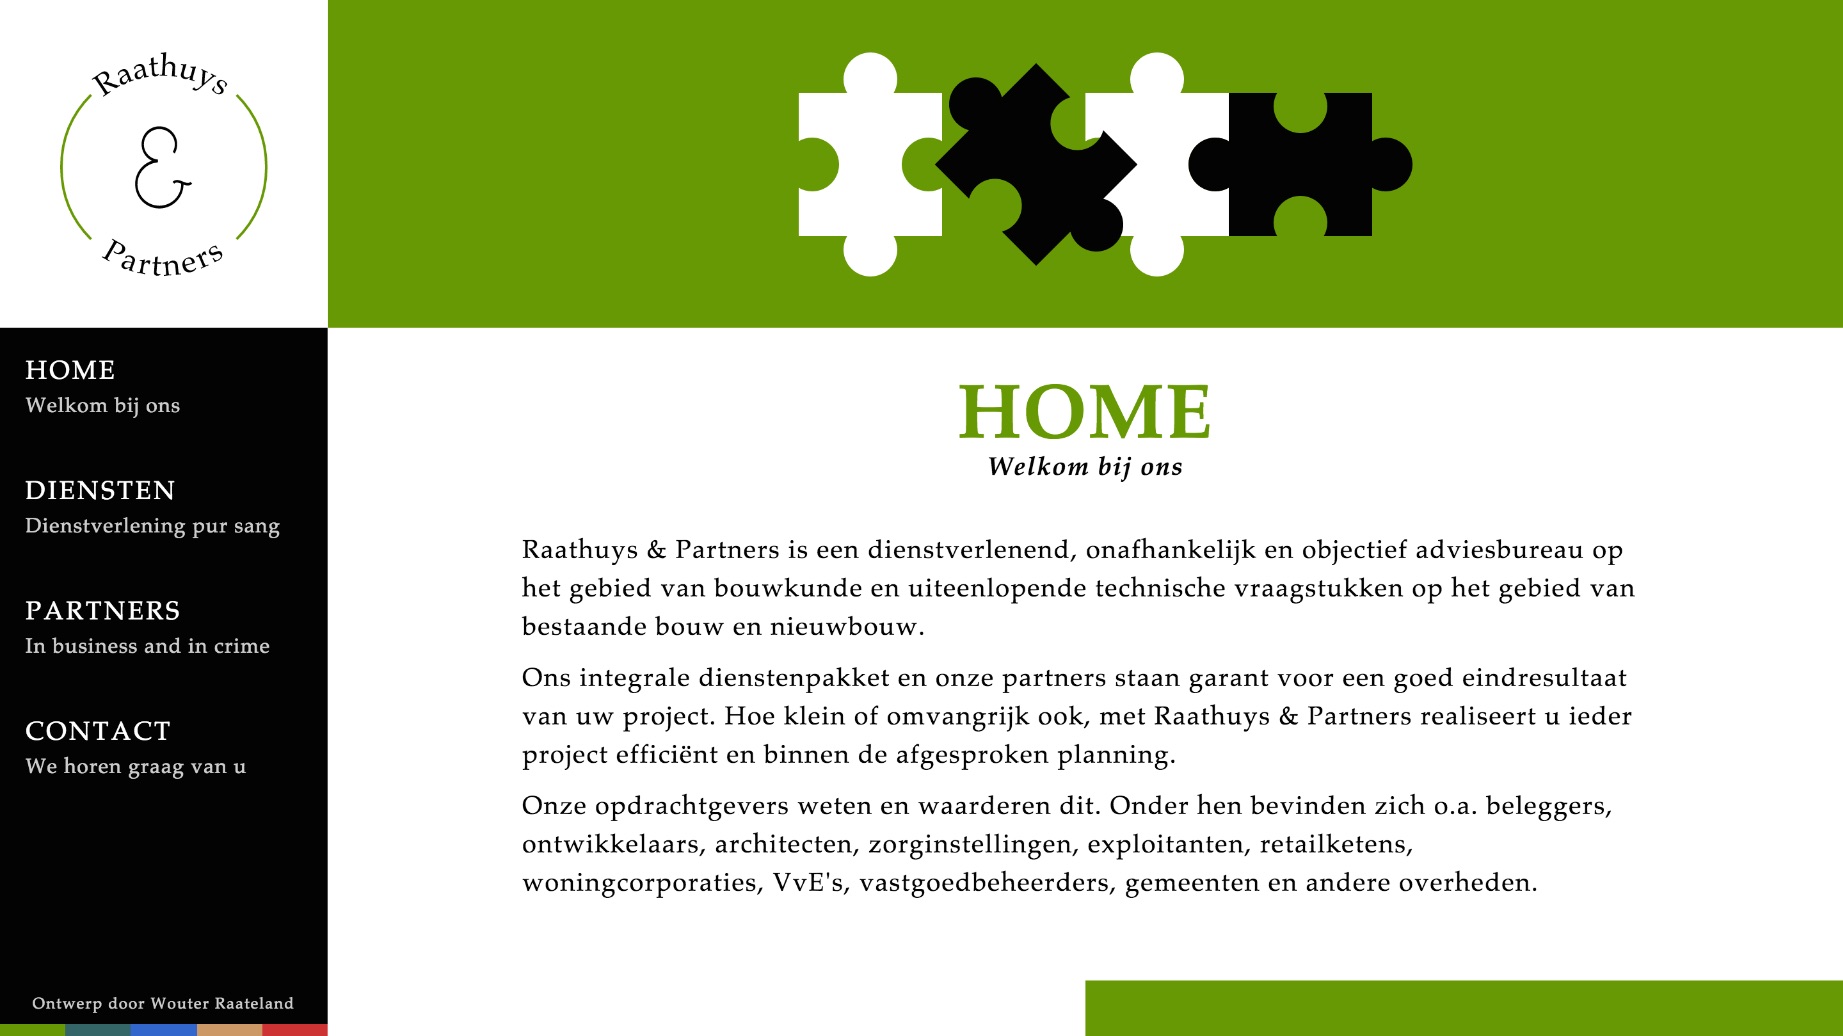 Raathuys
&
Partners
HOME
Welkom bij ons
DIENSTEN
Dienstverlening pur sang
PARTNERS
In business and in crime
CONTACT
We horen graag van u
Ontwerp door Wouter Raateland
HOME
Welkom bij ons
Raathuys & Partners is een dienstverlenend, onafhankelijk en objectief adviesbureau op
het gebied van bouwkunde en uiteenlopende technische vraagstukken op het gebied van
bestaande bouw en nieuwbouw.
Ons integrale dienstenpakket en onze partners staan garant voor een goed eindresultaat
van uw project. Hoe klein of omvangrijk ook, met Raathuys & Partners realiseert u ieder
project efficiënt en binnen de afgesproken planning.
Onze opdrachtgevers weten en waarderen dit. Onder hen bevinden zich o.a. beleggers,
ontwikkelaars, architecten, zorginstellingen, exploitanten, retailketens,
woningcorporaties, VvE's, vastgoedbeheerders, gemeenten en andere overheden.